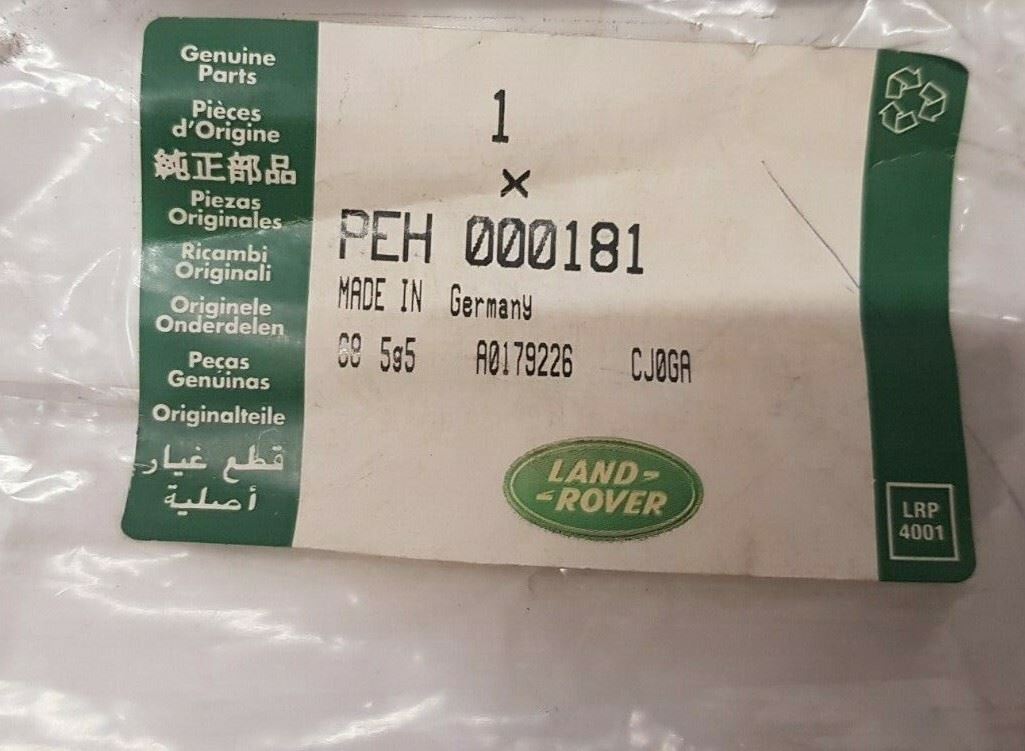 Genuine
Parts
Pièces
d'Origine
純正部品
Piezas
Originales
Ricambi
Originali
Originele
Onderdelen
Peças
Genuínas
Originalteile
قطع غيار
أصلية
1
x
PEH 000181
MADE IN Germany
G8 5g5 A0179226 CJ0GA
LAND-
-ROVER
LRP
4001